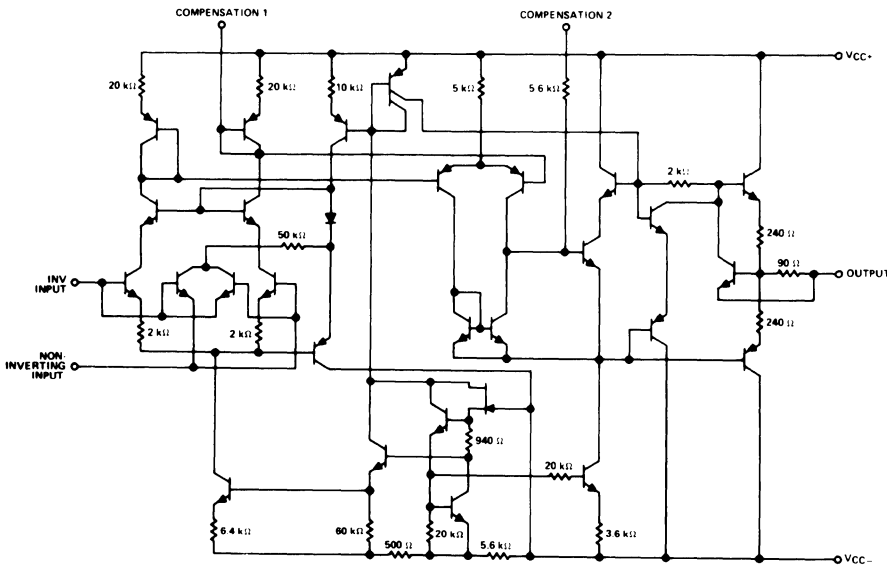 COMPENSATION 1
COMPENSATION 2
VCC+
20 kΩ
20 kΩ
10 kΩ
5 kΩ
5 6 kΩ
2 kΩ
240 Ω
50 kΩ
90 Ω
OUTPUT
INV
INPUT
240 Ω
2 kΩ
2 kΩ
NON-
INVERTING
INPUT
940 Ω
20 kΩ
6.4 kΩ
60 kΩ
500 Ω
20 kΩ
5.6 kΩ
3.6 kΩ
VCC−